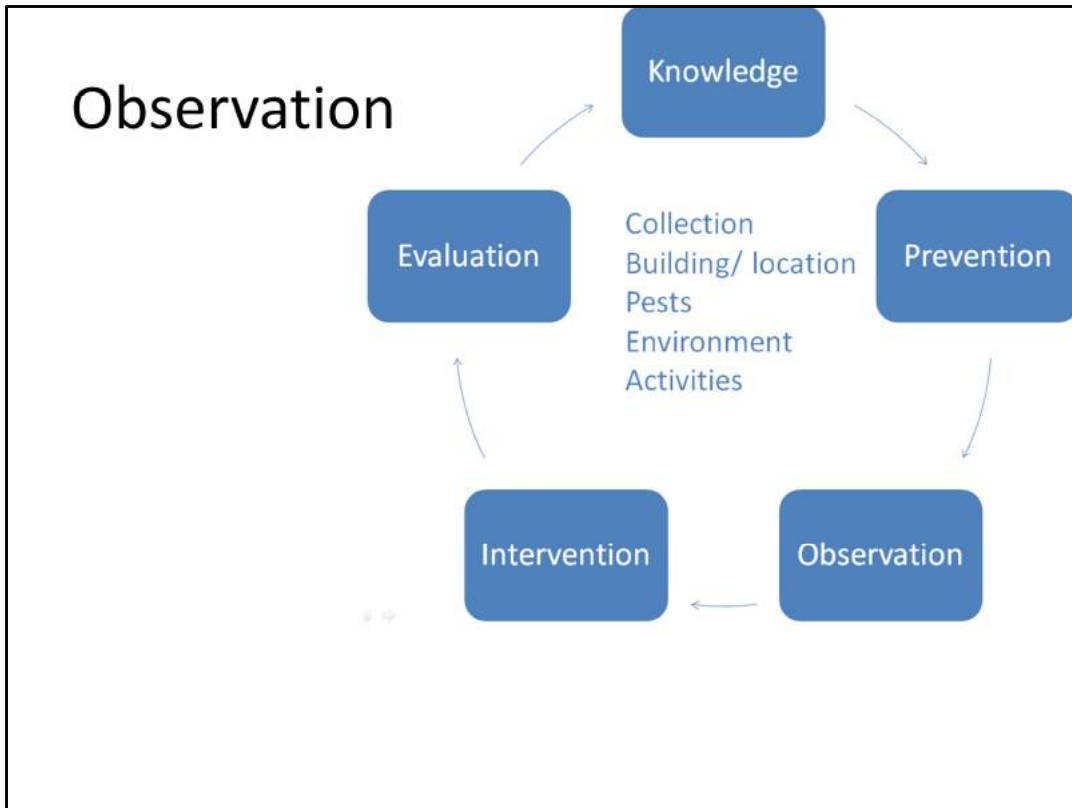 Observation
Knowledge
Evaluation
Collection
Building/ location
Pests
Environment
Activities
Prevention
Intervention
Observation